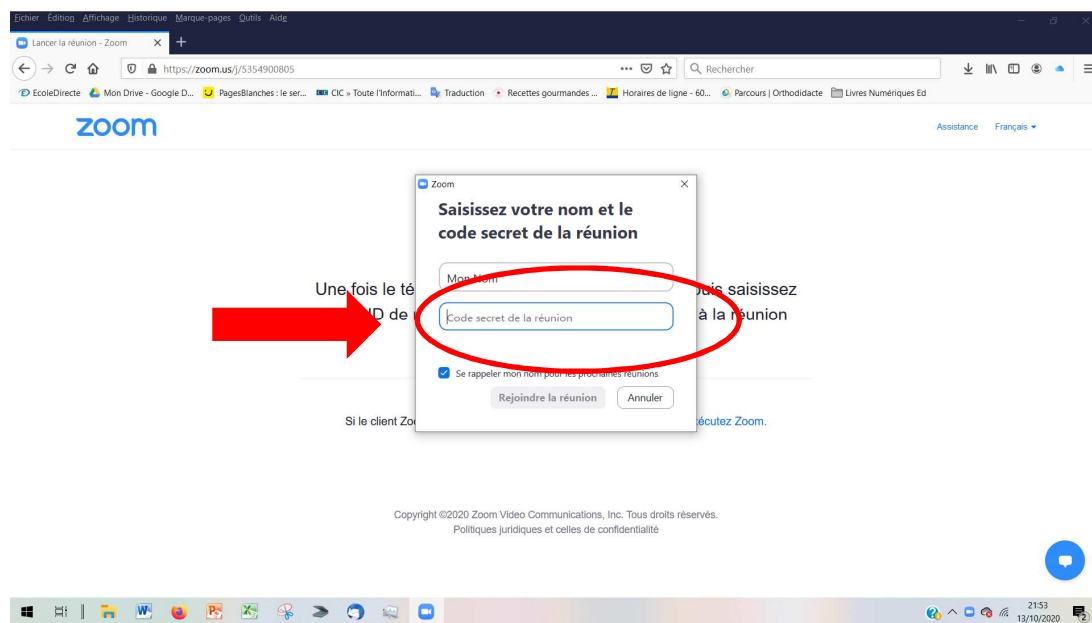 Fichier Édition Affichage Historique Marque-pages Outils Aide
Lancer la réunion - Zoom
https://zoom.us/j/5354900805
Rechercher
EcoleDirecte Mon Drive - Google D... PagesBlanches : le ser... CIC » Toute l'Informati... Traduction Recettes gourmandes ... Horaires de ligne - 60... Parcours | Orthodidacte Livres Numériques Ed
zoom
Assistance Français
Zoom
Saisissez votre nom et le
code secret de la réunion
Mon Nom
Une fois le té puis saisissez
Code secret de la réunion
ID de à la réunion
Se rappeler mon nom pour les prochaines réunions
Rejoindre la réunion Annuler
Si le client Zoo exécutez Zoom.
Copyright ©2020 Zoom Video Communications, Inc. Tous droits réservés.
Politiques juridiques et celles de confidentialité
21:53
13/10/2020